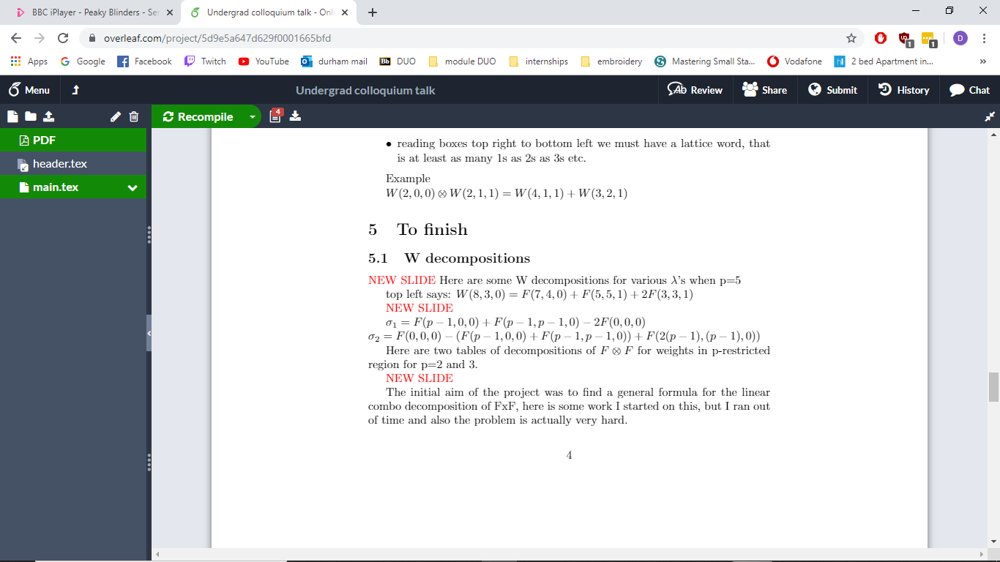 BBC iPlayer - Peaky Blinders - Ser
Undergrad colloquium talk - Onli
overleaf.com/project/5d9e5a647d629f0001665bfd
1
1
D
Apps Google Facebook Twitch YouTube durham mail Bb DUO module DUO internships embroidery Mastering Small Sta... Vodafone hl 2 bed Apartment in... »
Menu Undergrad colloquium talk Ab Review Share Submit History Chat
Recompile 4
PDF
header.tex
main.tex
• reading boxes top right to bottom left we must have a lattice word, that
is at least as many 1s as 2s as 3s etc.
Example
W(2, 0, 0) ⊗ W(2, 1, 1) = W(4, 1, 1) + W(3, 2, 1)
5 To finish
5.1 W decompositions
NEW SLIDE Here are some W decompositions for various λ's when p=5
top left says: W(8, 3, 0) = F(7, 4, 0) + F(5, 5, 1) + 2F(3, 3, 1)
NEW SLIDE
σ₁ = F(p − 1, 0, 0) + F(p − 1, p − 1, 0) − 2F(0, 0, 0)
σ₂ = F(0, 0, 0) − (F(p − 1, 0, 0) + F(p − 1, p − 1, 0)) + F(2(p − 1), (p − 1), 0))
Here are two tables of decompositions of F ⊗ F for weights in p-restricted
region for p=2 and 3.
NEW SLIDE
The initial aim of the project was to find a general formula for the linear
combo decomposition of FxF, here is some work I started on this, but I ran out
of time and also the problem is actually very hard.
4